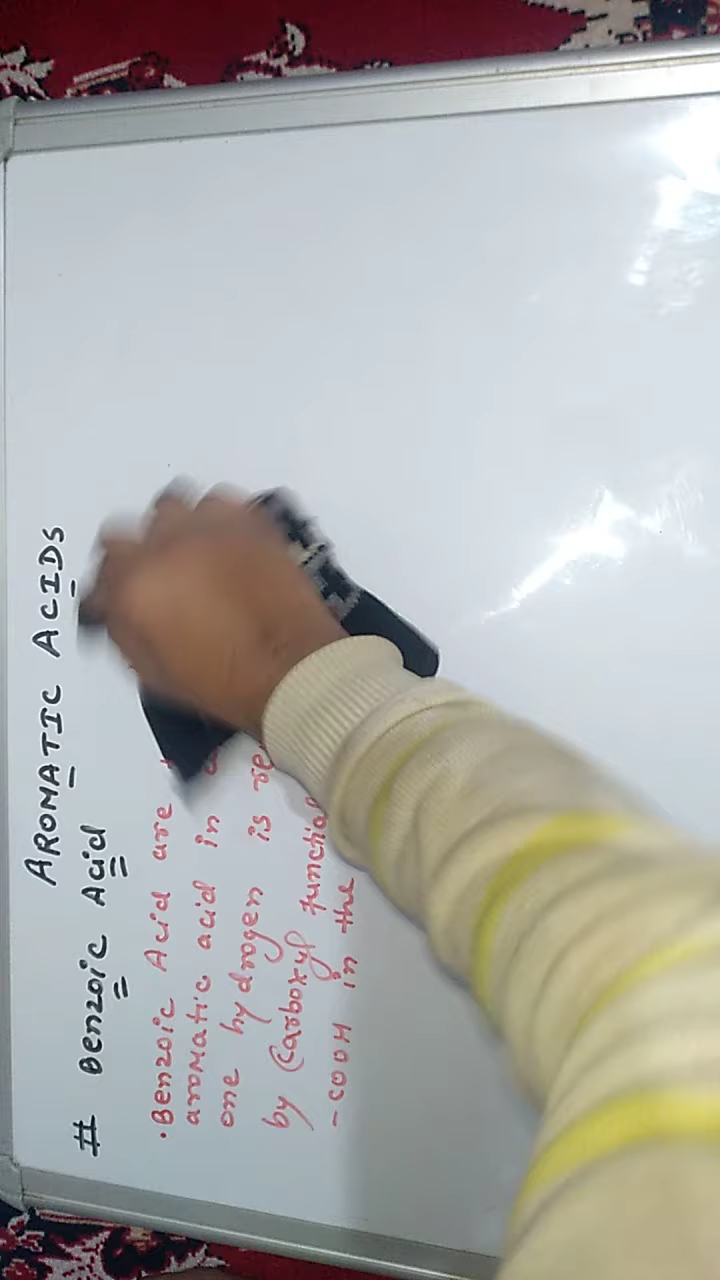 AROMATIC ACIDS
# Benzoic Acid
• Benzoic Acid are
aromatic acid in
one hydrogen is
by Carboxyl
-COOH in the